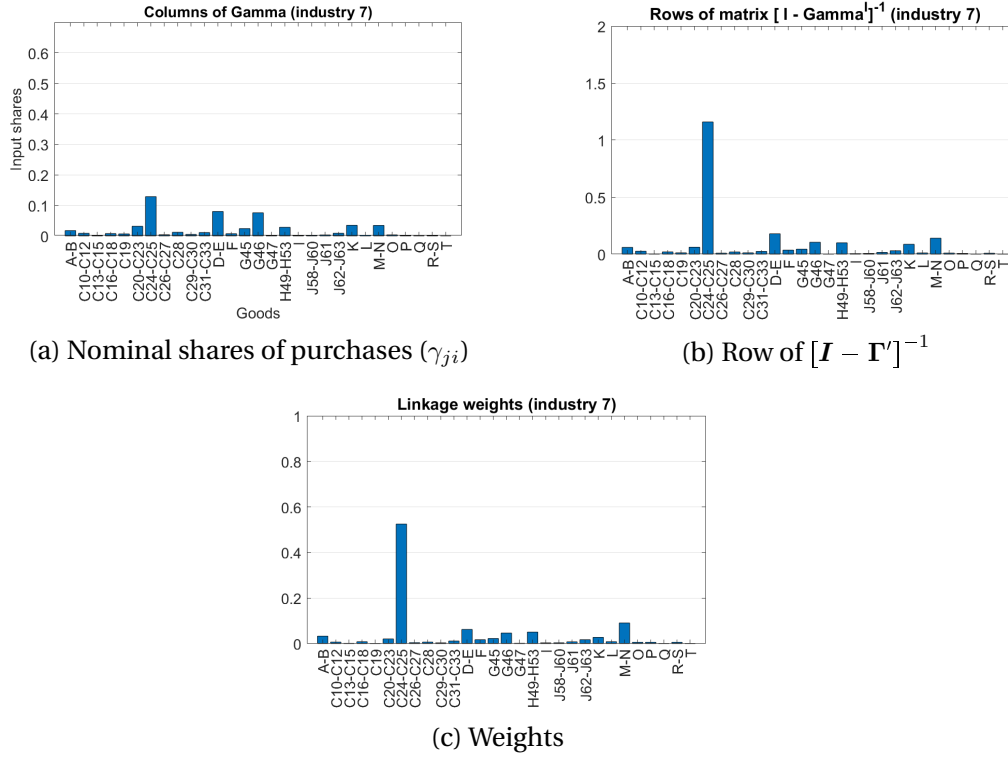 Columns of Gamma (industry 7)
Input shares
0.6
0.5
0.4
0.3
0.2
0.1
0
A-B
C10-C12
C13-C15
C16-C18
C19
C20-C23
C24-C25
C26-C27
C28
C29-C30
C31-C33
D-E
F
G45
G46
G47
H49-H53
I
J58-J60
J61
J62-J63
K
L
M-N
O
P
Q
R-S
T
Goods
(a) Nominal shares of purchases (γji)
Rows of matrix [ I - Gamma^I]^-1 (industry 7)
2
1.5
1
0.5
0
A-B
C10-C12
C13-C15
C16-C18
C19
C20-C23
C24-C25
C26-C27
C28
C29-C30
C31-C33
D-E
F
G45
G46
G47
H49-H53
I
J58-J60
J61
J62-J63
K
L
M-N
O
P
Q
R-S
T
(b) Row of [I − Γ′]−1
Linkage weights (industry 7)
1
0.8
0.6
0.4
0.2
0
A-B
C10-C12
C13-C15
C16-C18
C19
C20-C23
C24-C25
C26-C27
C28
C29-C30
C31-C33
D-E
F
G45
G46
G47
H49-H53
I
J58-J60
J61
J62-J63
K
L
M-N
O
P
Q
R-S
T
(c) Weights